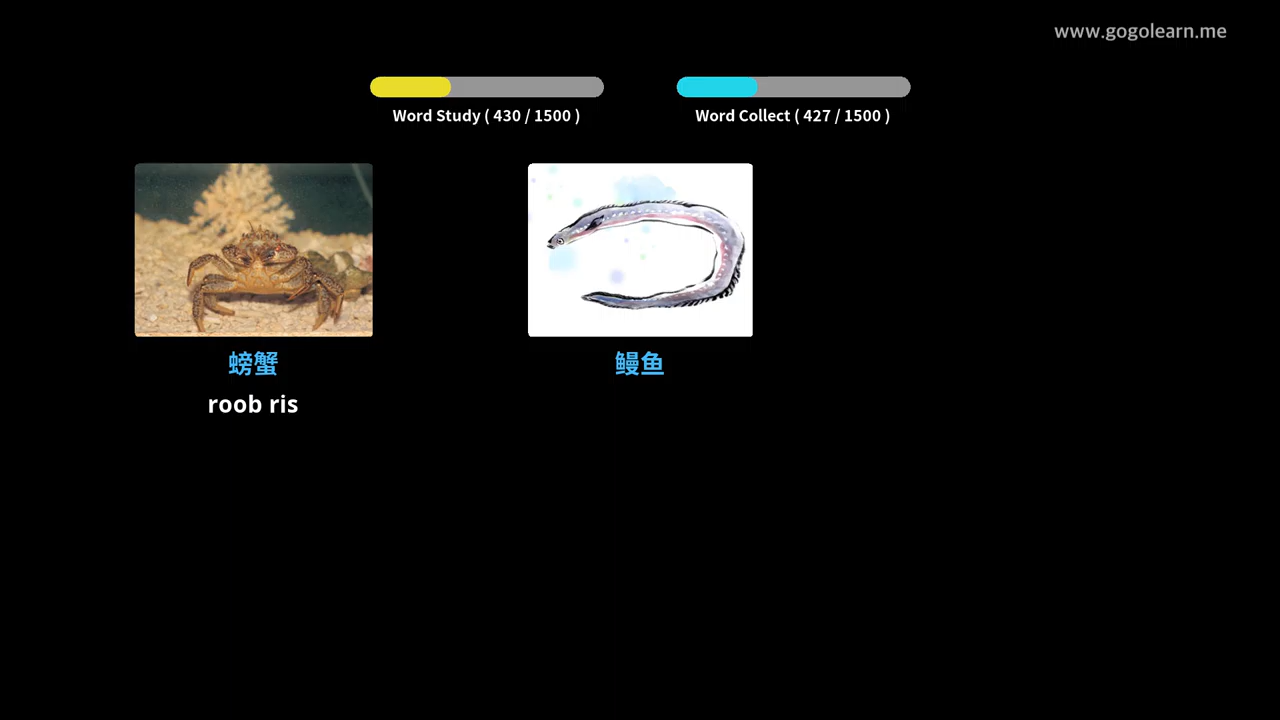 www.gogolearn.me
Word Study ( 430 / 1500 )
Word Collect ( 427 / 1500 )
螃蟹
鳗鱼
roob ris